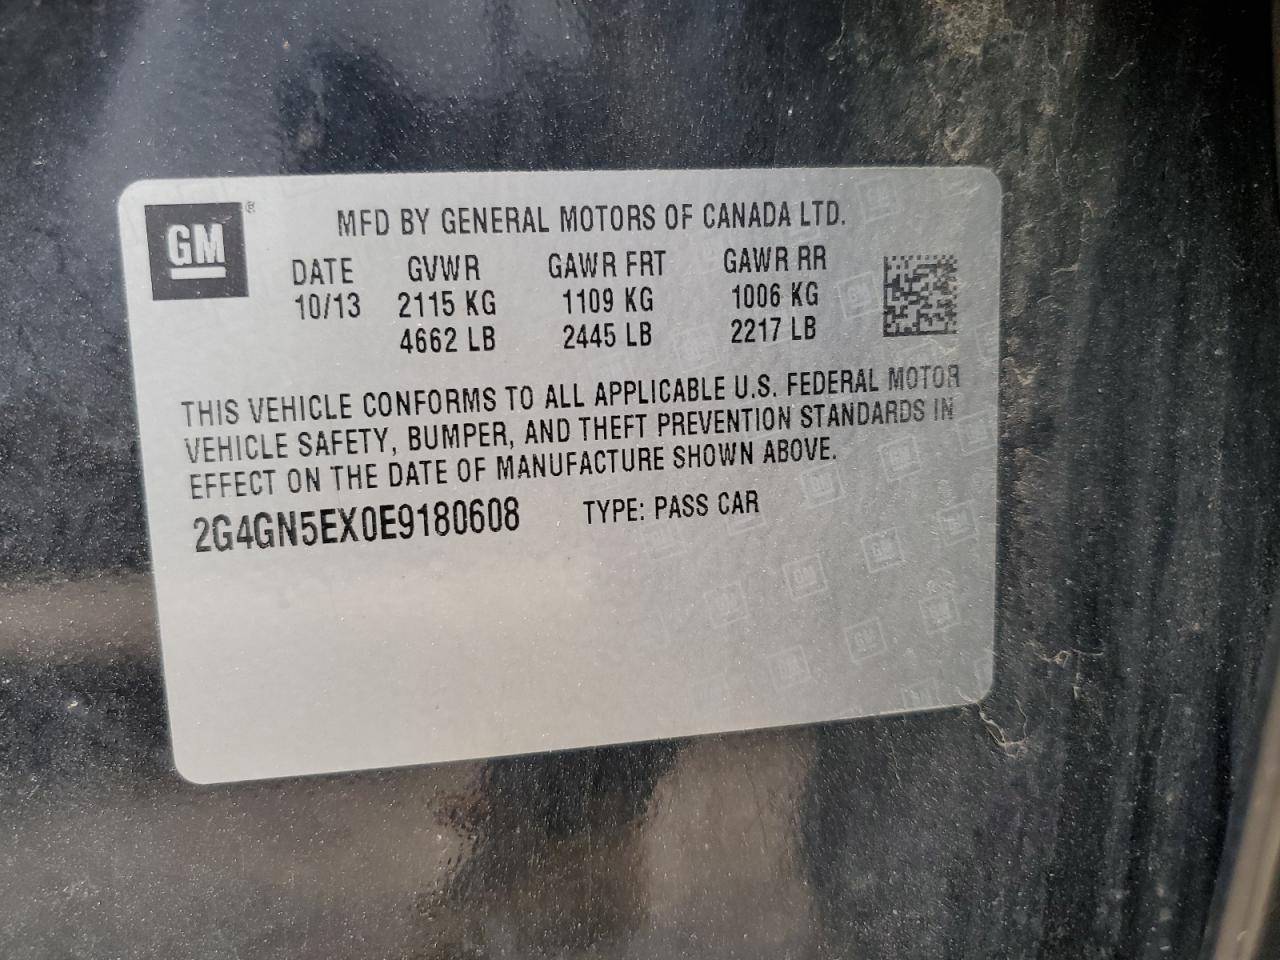 GM ®
MFD BY GENERAL MOTORS OF CANADA LTD.
DATE GVWR GAWR FRT GAWR RR
10/13 2115 KG 1109 KG 1006 KG
4662 LB 2445 LB 2217 LB
THIS VEHICLE CONFORMS TO ALL APPLICABLE U.S. FEDERAL MOTOR
VEHICLE SAFETY, BUMPER, AND THEFT PREVENTION STANDARDS IN
EFFECT ON THE DATE OF MANUFACTURE SHOWN ABOVE.
2G4GN5EX0E9180608 TYPE: PASS CAR